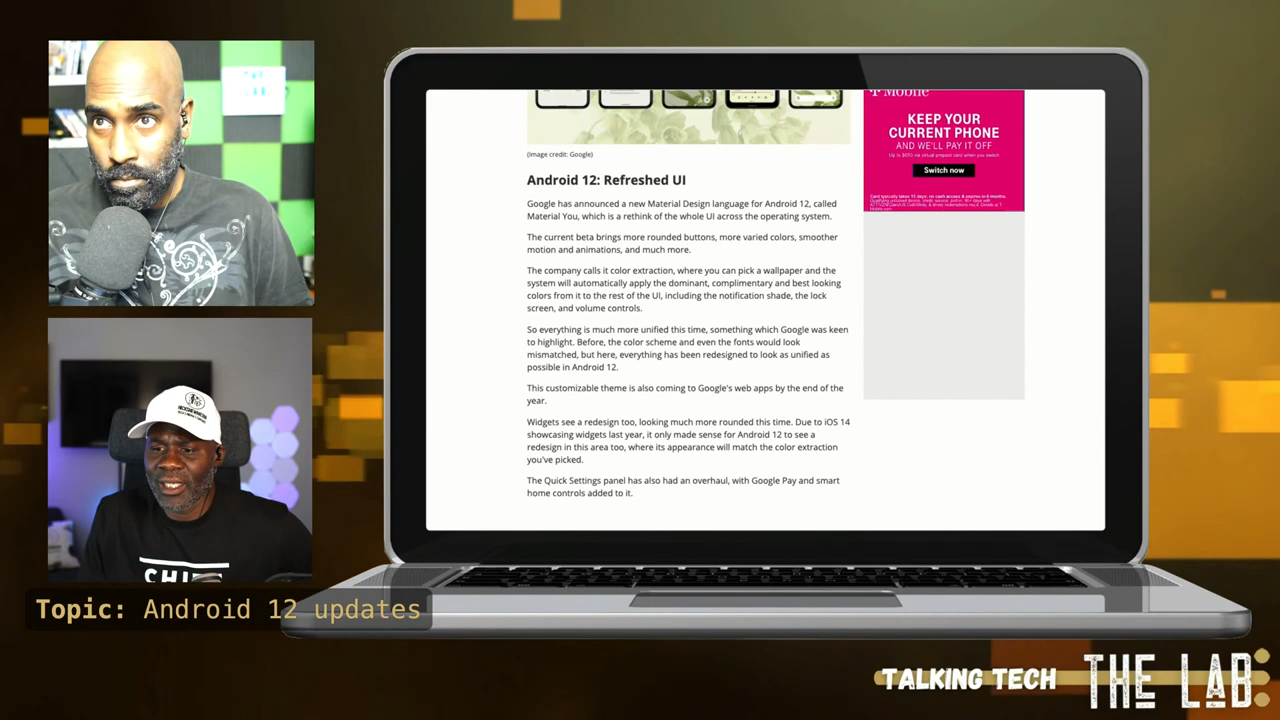 T Mobile
KEEP YOUR
CURRENT PHONE
AND WE'LL PAY IT OFF
Up to $650 via virtual prepaid card when you switch
Switch now
(Image credit: Google)
Android 12: Refreshed UI
Google has announced a new Material Design language for Android 12, called
Material You, which is a rethink of the whole UI across the operating system.
The current beta brings more rounded buttons, more varied colors, smoother
motion and animations, and much more.
The company calls it color extraction, where you can pick a wallpaper and the
system will automatically apply the dominant, complimentary and best looking
colors from it to the rest of the UI, including the notification shade, the lock
screen, and volume controls.
So everything is much more unified this time, something which Google was keen
to highlight. Before, the color scheme and even the fonts would look
mismatched, but here, everything has been redesigned to look as unified as
possible in Android 12.
This customizable theme is also coming to Google's web apps by the end of the
year.
Widgets see a redesign too, looking much more rounded this time. Due to iOS 14
showcasing widgets last year, it only made sense for Android 12 to see a
redesign in this area too, where its appearance will match the color extraction
you've picked.
The Quick Settings panel has also had an overhaul, with Google Pay and smart
home controls added to it.
Topic: Android 12 updates
TALKING TECH
THE LAB